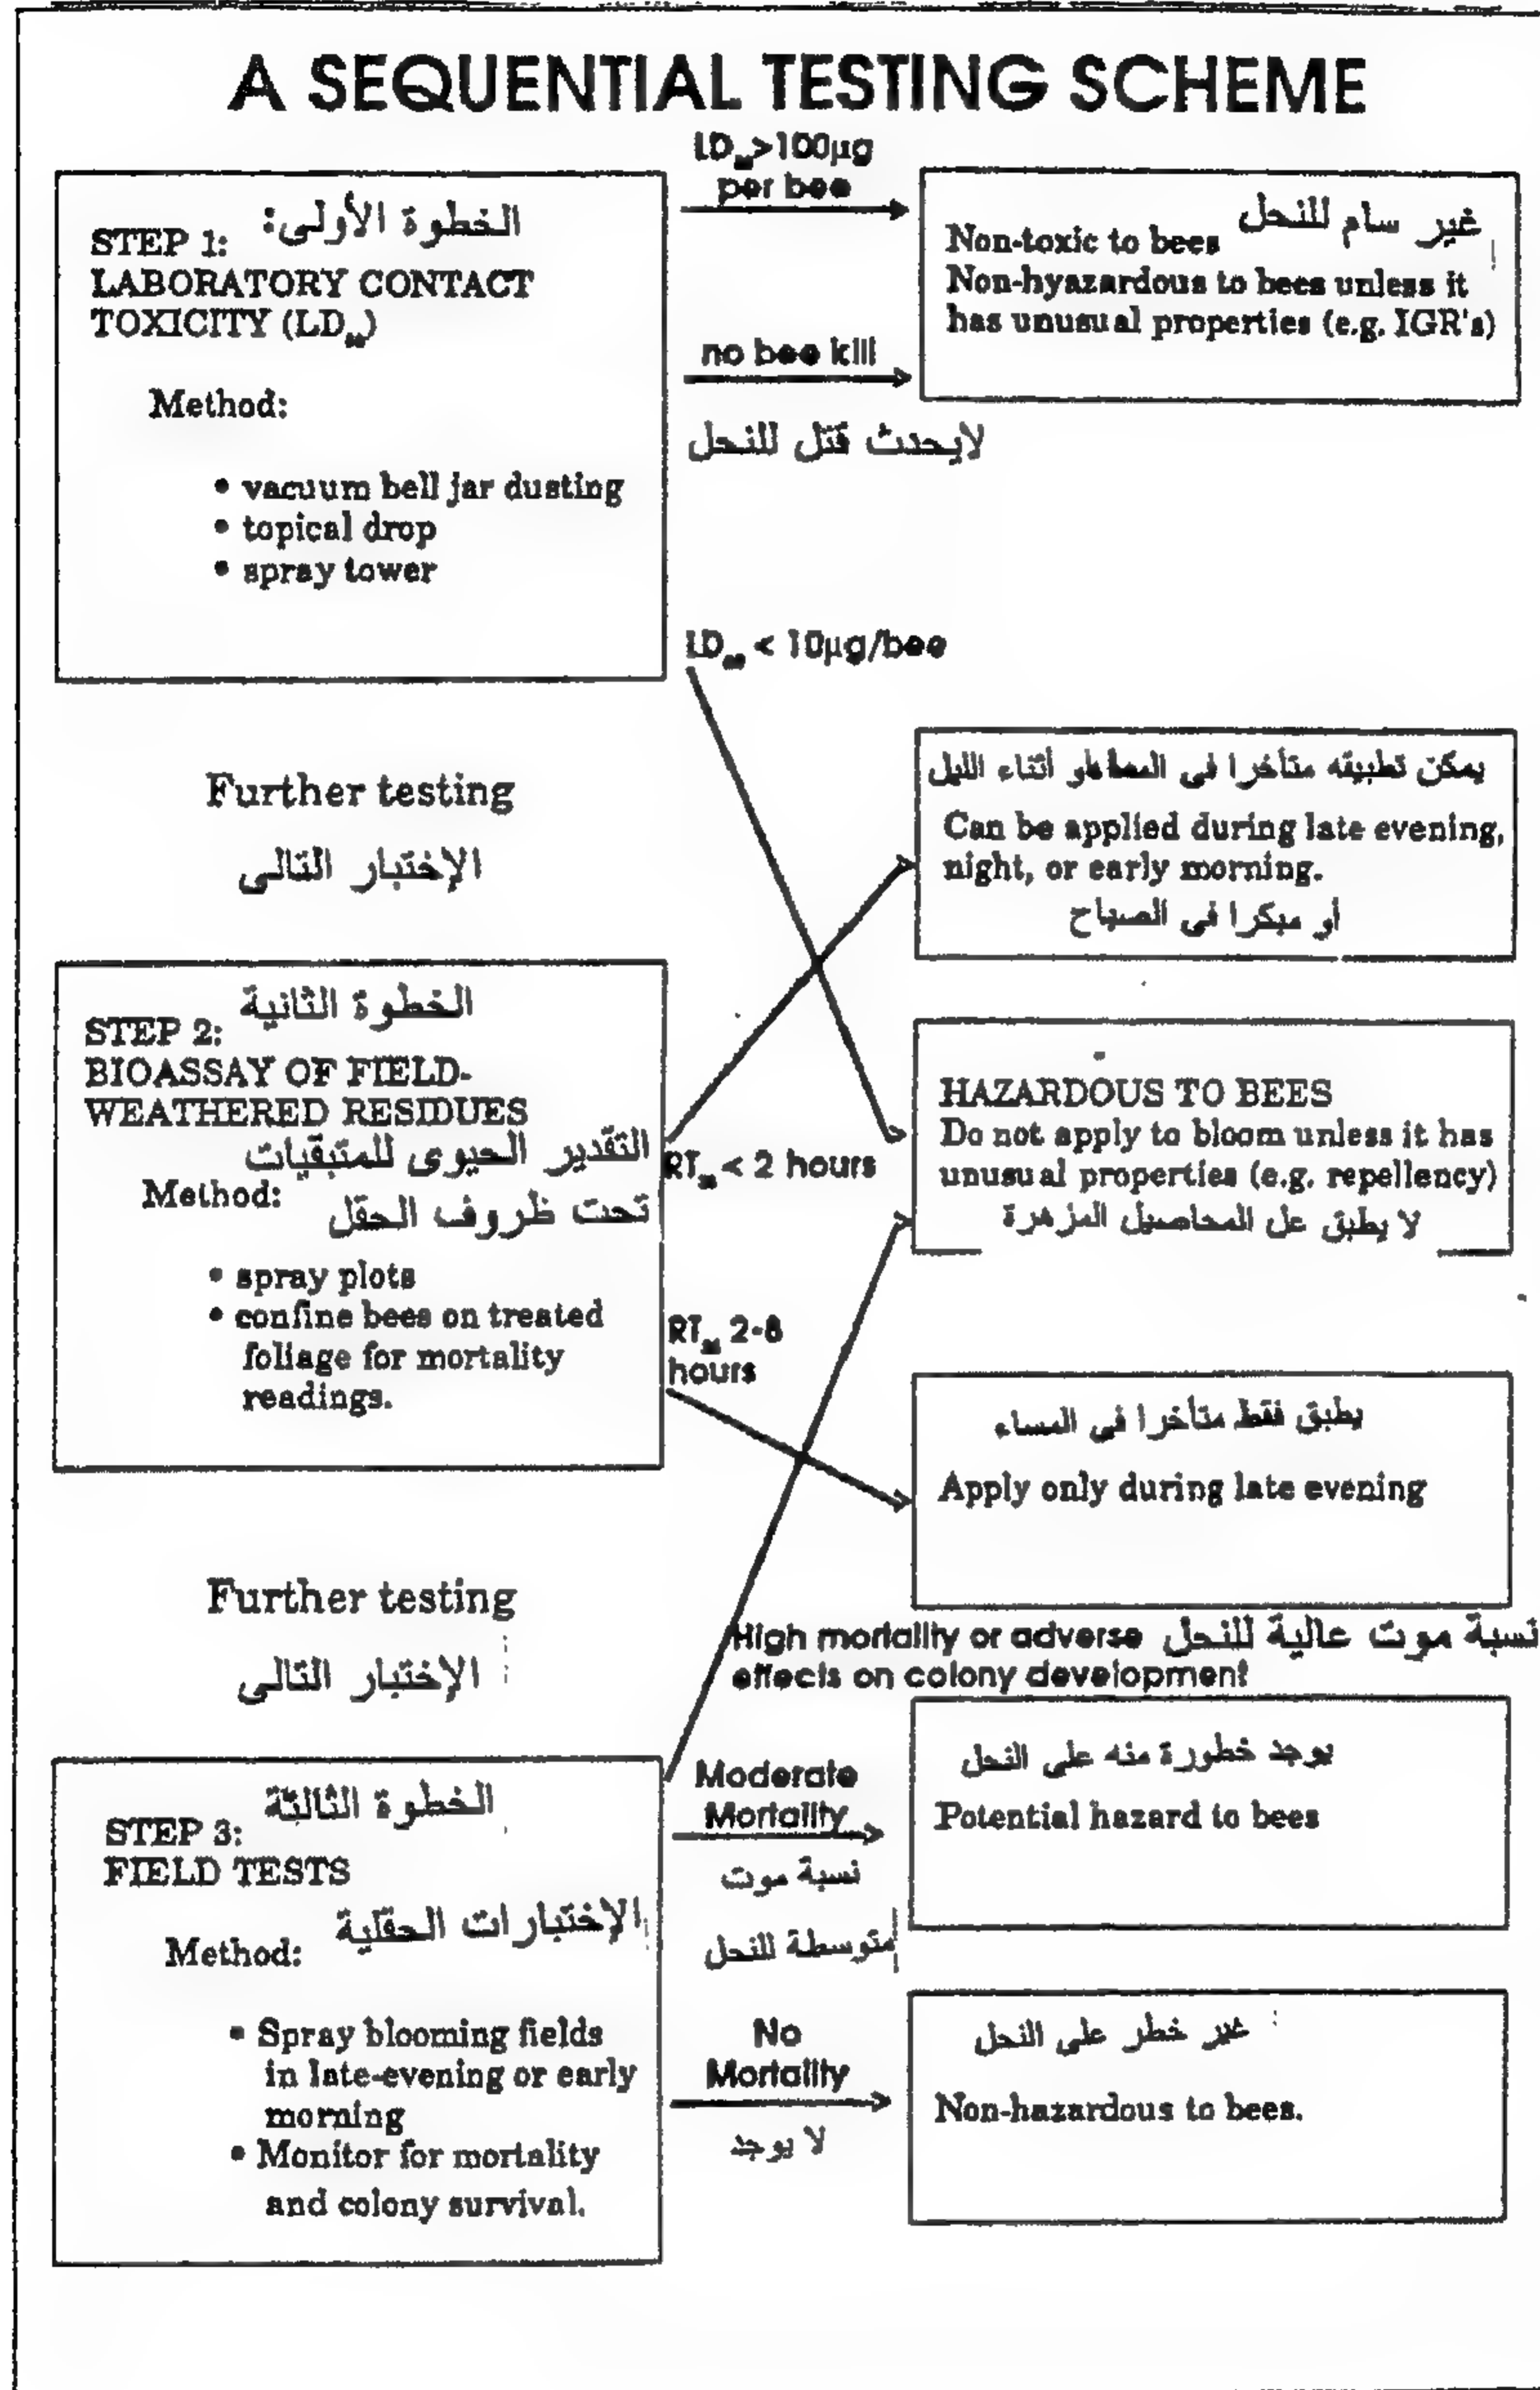 A SEQUENTIAL TESTING SCHEME
LD₅₀>100µg
per bee
الخطوة الأولى:
STEP 1:
LABORATORY CONTACT
TOXICITY (LD₅₀)
Method:
• vacuum bell jar dusting
• topical drop
• spray tower
غير سام للنحل
Non-toxic to bees
Non-hyazardous to bees unless it
has unusual properties (e.g. IGR's)
no bee kill
لايحدث قتل للنحل
LD₅₀ < 10µg/bee
Further testing
الإختبار التالى
يمكن تطبيقه متأخرا فى المساء أو أثناء الليل
Can be applied during late evening,
night, or early morning.
أو مبكرا فى الصباح
الخطوة الثانية
STEP 2:
BIOASSAY OF FIELD-
WEATHERED RESIDUES
التقدير الحيوى للمتبقيات
Method:
تحت ظروف الحقل
• spray plots
• confine bees on treated
foliage for mortality
readings.
RT₂₅ < 2 hours
HAZARDOUS TO BEES
Do not apply to bloom unless it has
unusual properties (e.g. repellency)
لا يطبق عل المحاصيل المزهرة
RT₂₅ 2-8
hours
يطبق فقط متأخرا فى المساء
Apply only during late evening
Further testing
الإختبار التالى
High mortality or adverse نسبة موت عالية للنحل
effects on colony development
الخطوة الثالثة
STEP 3:
FIELD TESTS
الإختبارات الحقلية
Method:
• Spray blooming fields
in late-evening or early
morning
• Monitor for mortality
and colony survival.
Moderate
Mortality
نسبة موت
متوسطة للنحل
يوجد خطورة منه على النحل
Potential hazard to bees
No
Mortality
لا يوجد
غير خطر على النحل
Non-hazardous to bees.